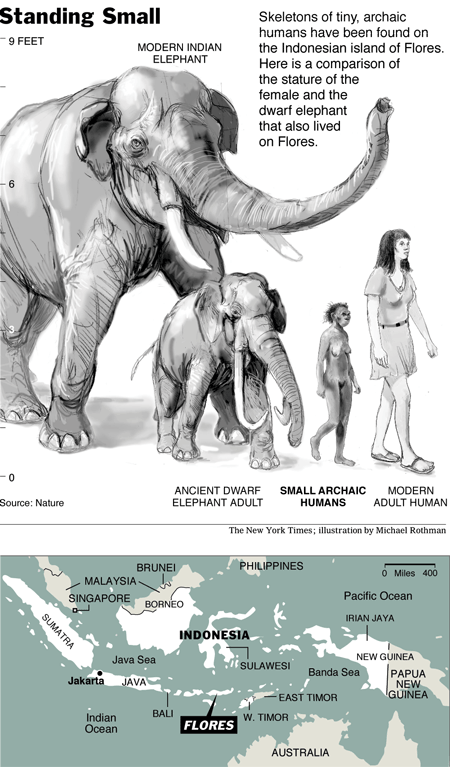 Standing Small
Skeletons of tiny, archaic
humans have been found on
the Indonesian island of Flores.
Here is a comparison of
the stature of the
female and the
dwarf elephant
that also lived
on Flores.
9 FEET
MODERN INDIAN
ELEPHANT
6
3
0
ANCIENT DWARF
ELEPHANT ADULT
SMALL ARCHAIC
HUMANS
MODERN
ADULT HUMAN
Source: Nature
The New York Times; illustration by Michael Rothman
PHILIPPINES
0 Miles 400
BRUNEI
MALAYSIA
SINGAPORE
BORNEO
Pacific Ocean
IRIAN JAYA
SUMATRA
INDONESIA
NEW GUINEA
Java Sea
SULAWESI
Banda Sea
PAPUA
NEW
GUINEA
Jakarta
JAVA
EAST TIMOR
BALI
W. TIMOR
Indian
Ocean
FLORES
AUSTRALIA